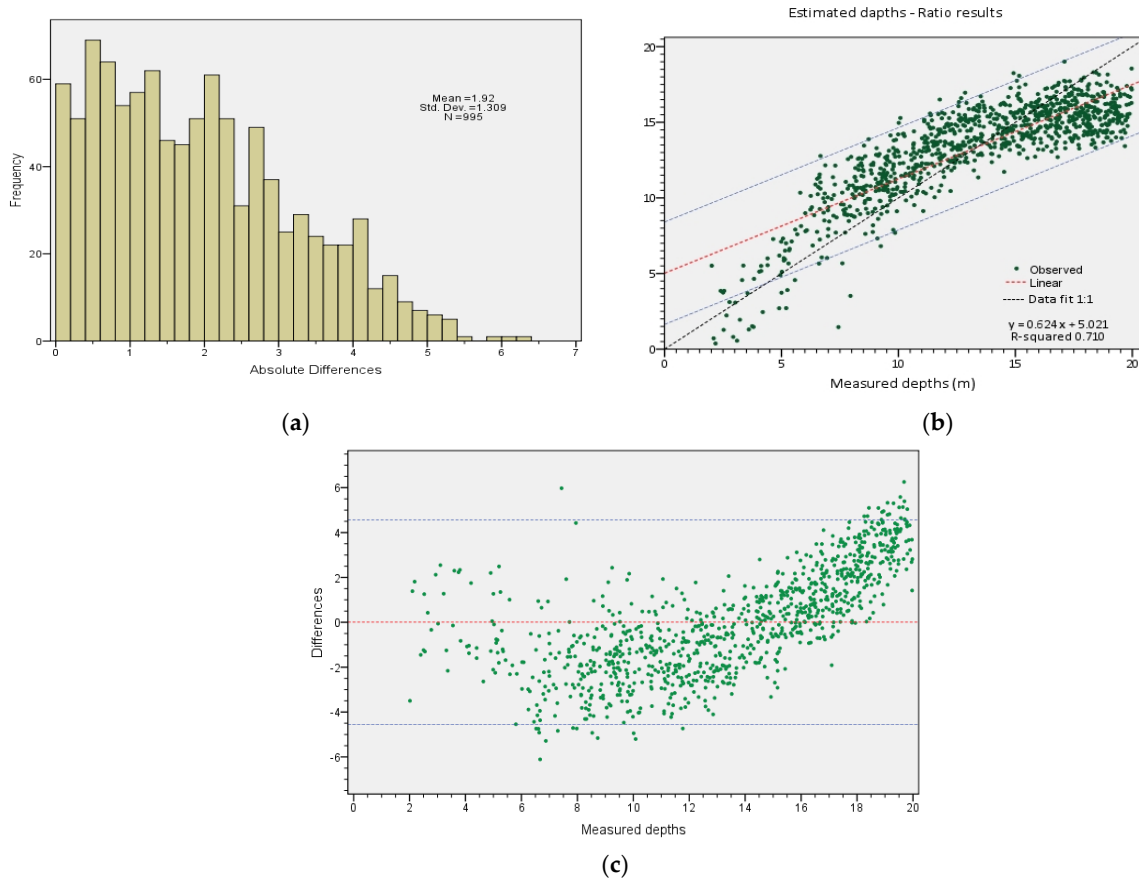 60
40
20
0
Frequency
Mean =1.92
Std. Dev. =1.309
N =995
0 1 2 3 4 5 6 7
Absolute Differences
(a)
Estimated dapths - Ratio results
20
15
10
5
0
Observed
Linear
Data fit 1:1
y = 0.624 x + 5.021
R-squared 0.710
0 5 10 15 20
Measured depths (m)
(b)
6
4
2
0
-2
-4
-6
Differences
0 2 4 6 8 10 12 14 16 18 20
Measured depths
(c)